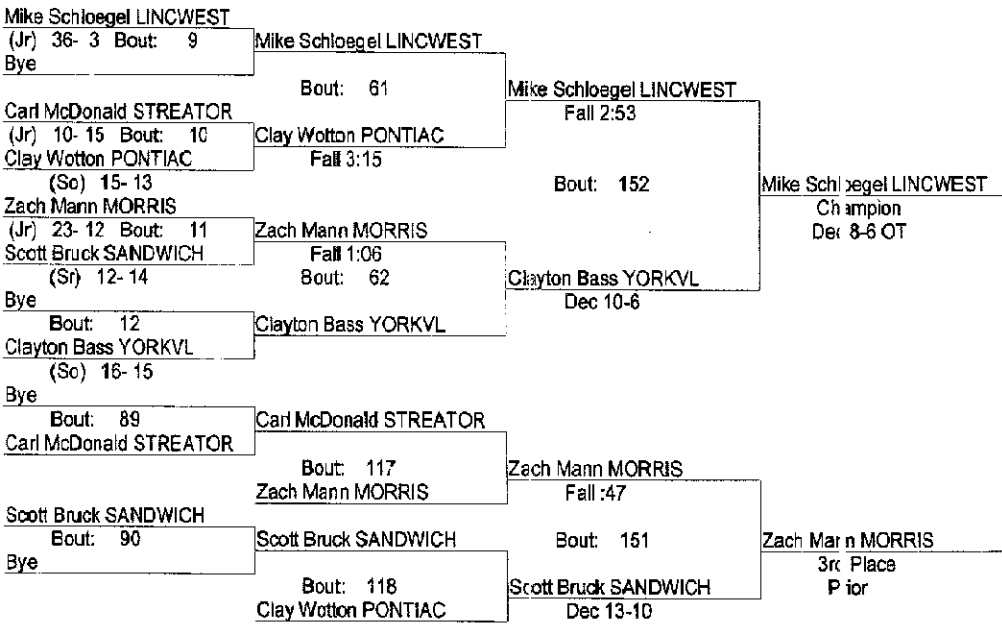 Mike Schloegel LINCWEST
(Jr) 36- 3 Bout: 9
Bye
Carl McDonald STREATOR
(Jr) 10- 15 Bout: 10
Clay Wotton PONTIAC
(So) 15- 13
Zach Mann MORRIS
(Jr) 23- 12 Bout: 11
Scott Bruck SANDWICH
(Sr) 12- 14
Bye
Bout: 12
Clayton Bass YORKVL
(So) 16- 15
Bye
Bout: 89
Carl McDonald STREATOR
Scott Bruck SANDWICH
Bout: 90
Bye
Mike Schloegel LINCWEST
Bout: 61
Clay Wotton PONTIAC
Fall 3:15
Zach Mann MORRIS
Fall 1:06
Bout: 62
Clayton Bass YORKVL
Carl McDonald STREATOR
Bout: 117
Zach Mann MORRIS
Scott Bruck SANDWICH
Bout: 118
Clay Wotton PONTIAC
Mike Schloegel LINCWEST
Fall 2:53
Bout: 152
Clayton Bass YORKVL
Dec 10-6
Zach Mann MORRIS
Fall :47
Bout: 151
Scott Bruck SANDWICH
Dec 13-10
Mike Schloegel LINCWEST
Champion
Dec 8-6 OT
Zach Mann MORRIS
3rd Place
Prior